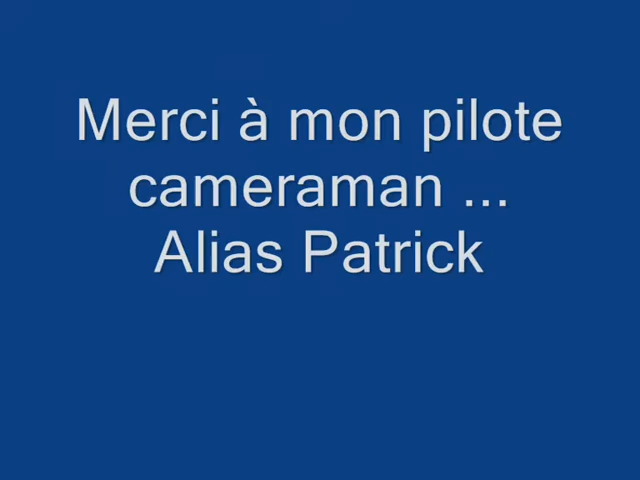 Merci à mon pilote
cameraman ...
Alias Patrick